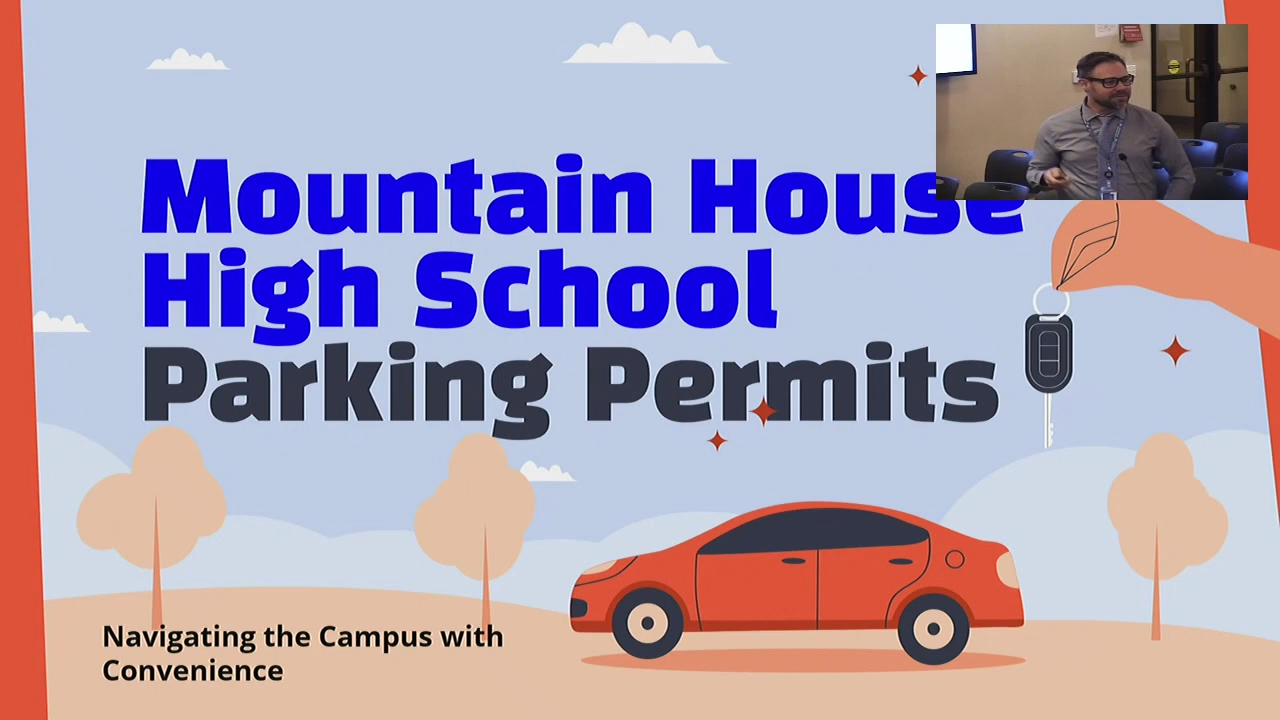 Mountain House
High School
Parking Permits
Navigating the Campus with
Convenience